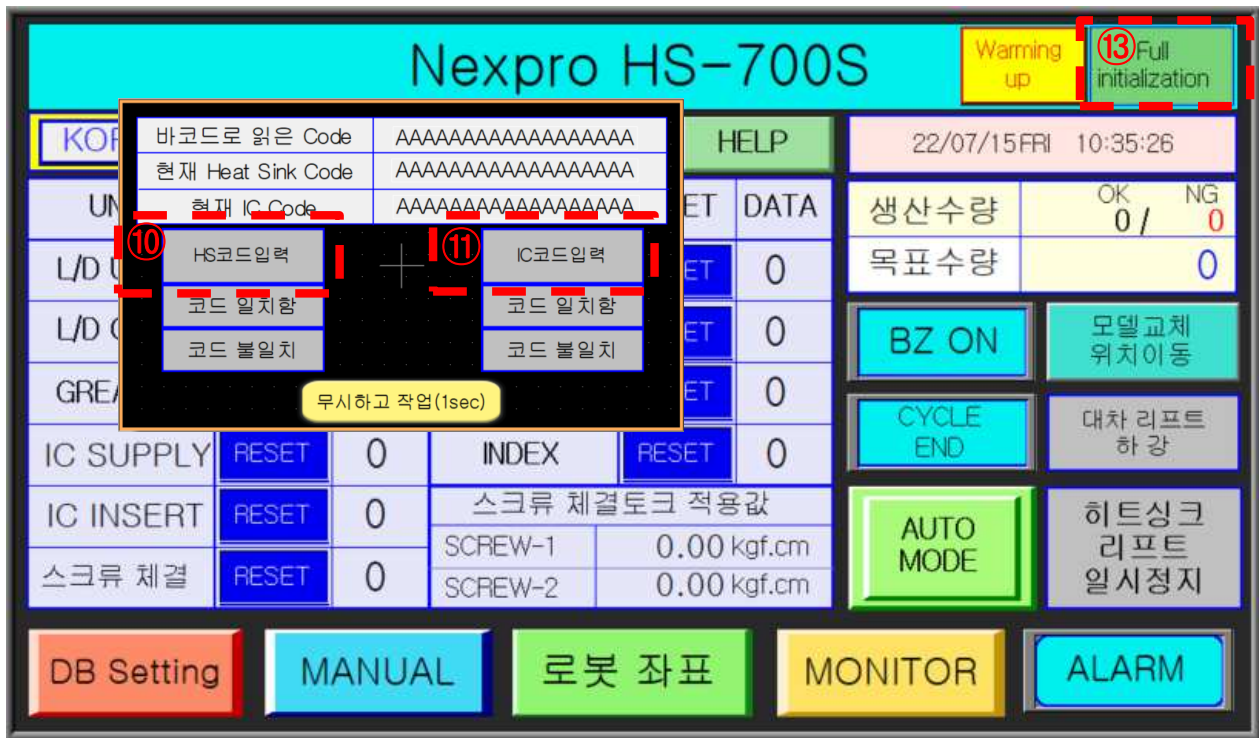 Nexpro HS-700S
Warming
up
⑬ Full
initialization
바코드로 읽은 Code AAAAAAAAAAAAAAAAAA
현재 Heat Sink Code AAAAAAAAAAAAAAAAAA
현재 IC Code AAAAAAAAAAAAAAAAAA
⑩ HS코드입력
⑪ IC코드입력
코드 일치함 코드 일치함
코드 불일치 코드 불일치
무시하고 작업(1sec)
HELP
22/07/15 FRI 10:35:26
DATA
L/D
0
L/D
0
0
IC SUPPLY RESET 0 INDEX RESET 0
IC INSERT RESET 0
스크류 체결 RESET 0
스크류 체결토크 적용값
SCREW-1 0.00 kgf.cm
SCREW-2 0.00 kgf.cm
생산수량 OK NG
0 / 0
목표수량 0
BZ ON
모델교체
위치이동
CYCLE
END
대차 리프트
하 강
AUTO
MODE
히트싱크
리프트
일시정지
DB Setting MANUAL 로봇 좌표 MONITOR ALARM